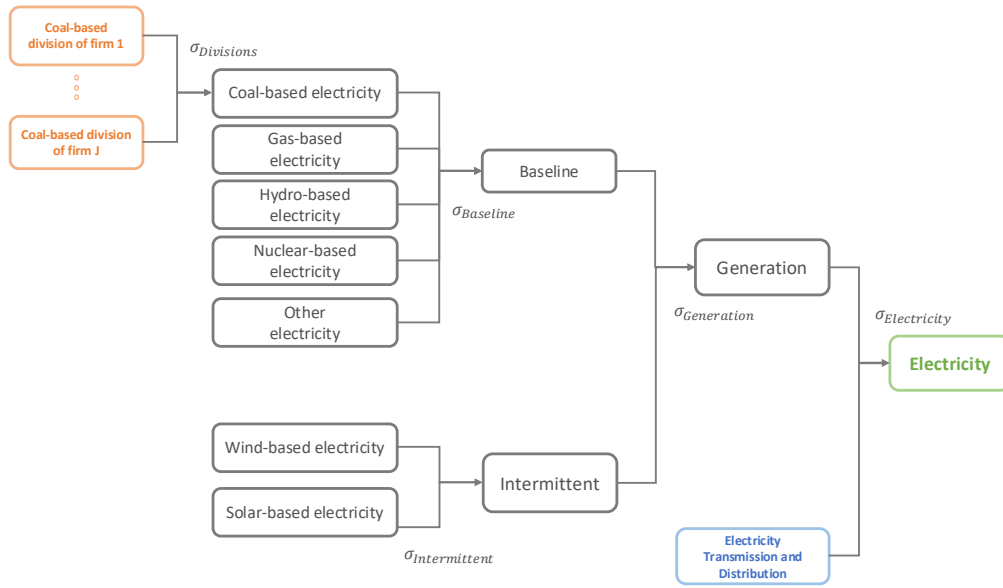 Coal-based
division of firm 1
Coal-based division
of firm J
σDivisions
Coal-based electricity
Gas-based
electricity
Hydro-based
electricity
Nuclear-based
electricity
Other
electricity
σBaseline
Baseline
Wind-based electricity
Solar-based electricity
σIntermittent
Intermittent
σGeneration
Generation
Electricity
Transmission and
Distribution
σElectricity
Electricity